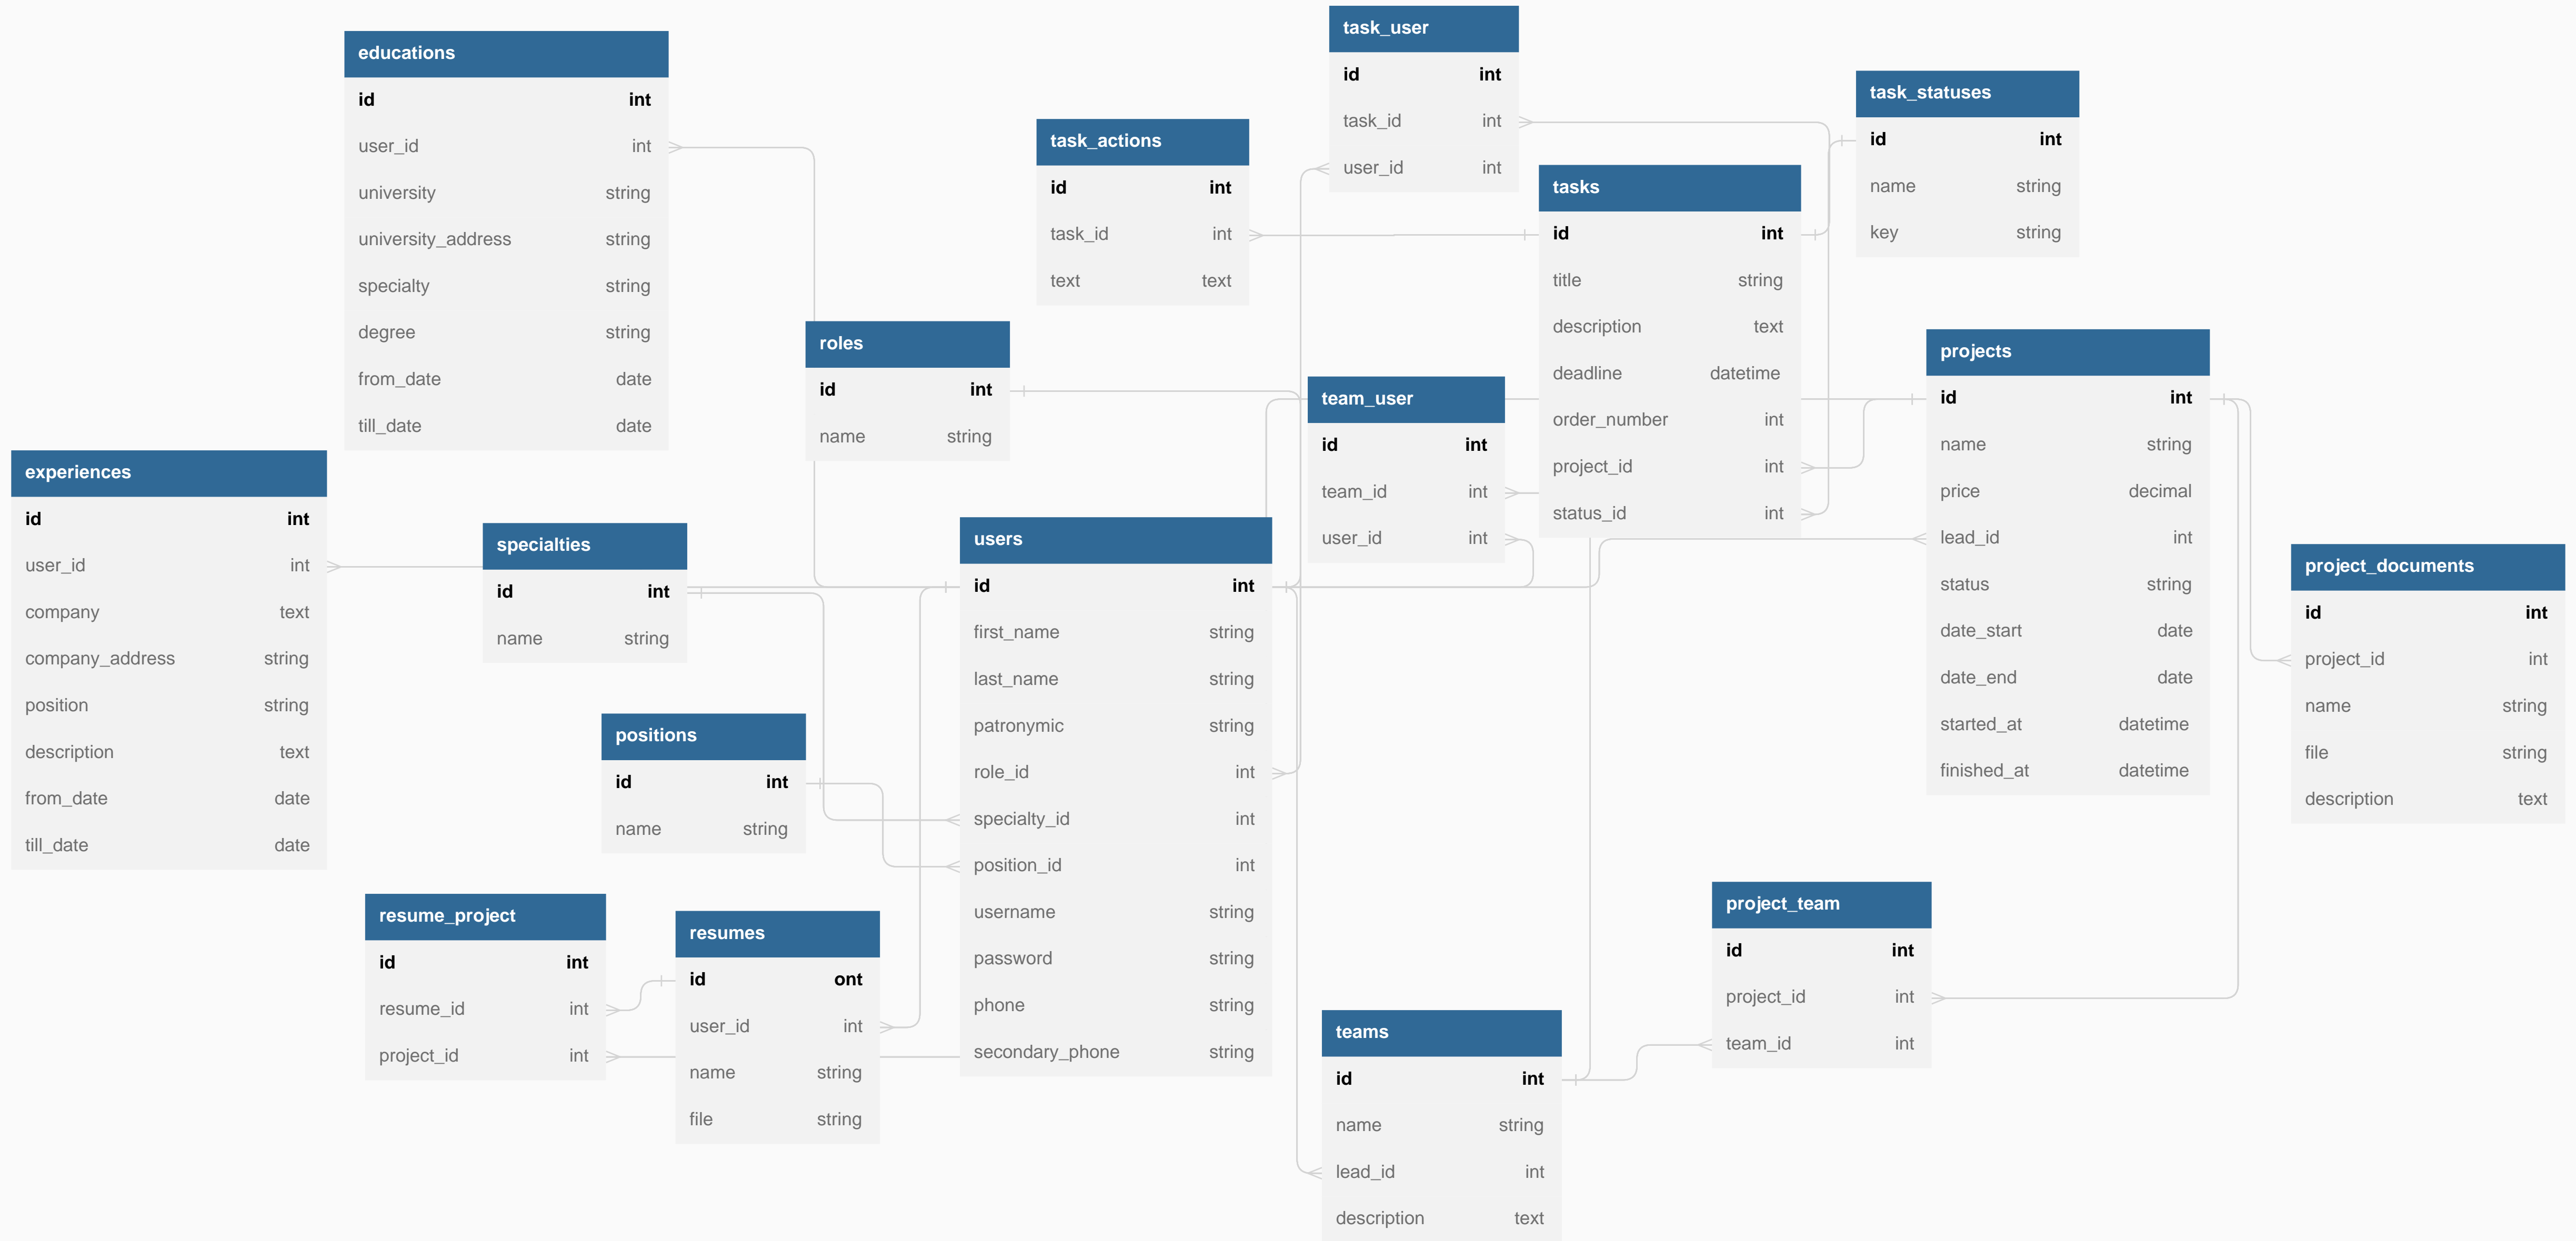 educations
id int
user_id int
university string
university_address string
specialty string
degree string
from_date date
till_date date
experiences
id int
user_id int
company text
company_address string
position string
description text
from_date date
till_date date
specialties
id int
name string
positions
id int
name string
resume_project
id int
resume_id int
project_id int
resumes
id ont
user_id int
name string
file string
roles
id int
name string
users
id int
first_name string
last_name string
patronymic string
role_id int
specialty_id int
position_id int
username string
password string
phone string
secondary_phone string
task_actions
id int
task_id int
text text
task_user
id int
task_id int
user_id int
team_user
id int
team_id int
user_id int
tasks
id int
title string
description text
deadline datetime
order_number int
project_id int
status_id int
task_statuses
id int
name string
key string
projects
id int
name string
price decimal
lead_id int
status string
date_start date
date_end date
started_at datetime
finished_at datetime
project_documents
id int
project_id int
name string
file string
description text
project_team
id int
project_id int
team_id int
teams
id int
name string
lead_id int
description text